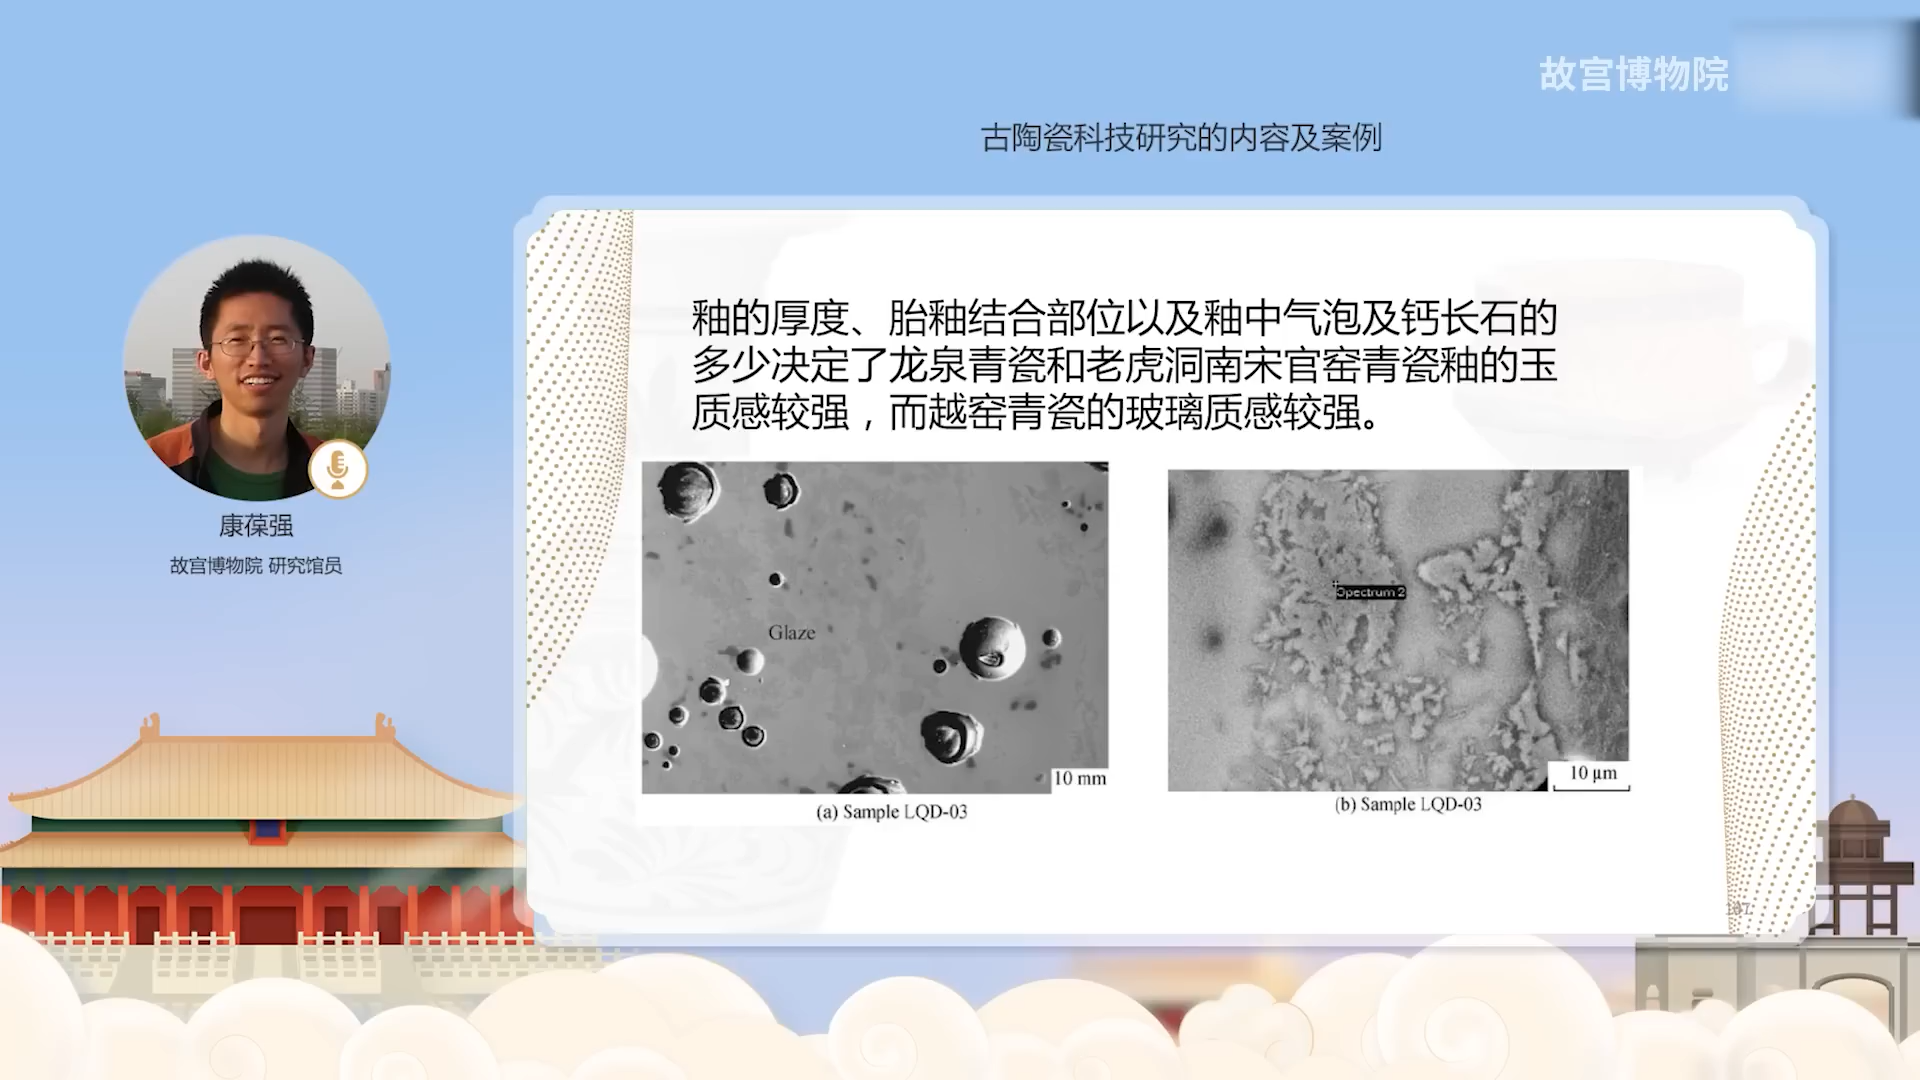 故宫博物院
古陶瓷科技研究的内容及案例
康葆强
故宫博物院 研究馆员
釉的厚度、胎釉结合部位以及釉中气泡及钙长石的
多少决定了龙泉青瓷和老虎洞南宋官窑青瓷釉的玉
质感较强，而越窑青瓷的玻璃质感较强。
Glaze
10 mm
(a) Sample LQD-03
Spectrum 2
10 μm
(b) Sample LQD-03